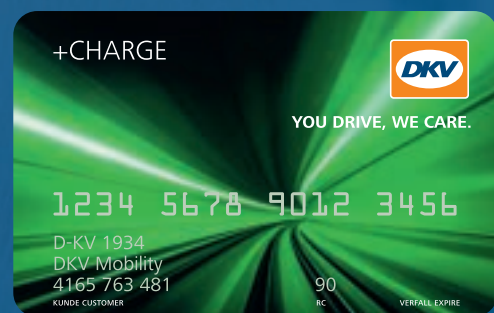 +CHARGE
DKV
YOU DRIVE, WE CARE.
1234 5678 9012 3456
D-KV 1934
DKV Mobility
4165 763 481 90
KUNDE CUSTOMER RC VERFALL EXPIRE